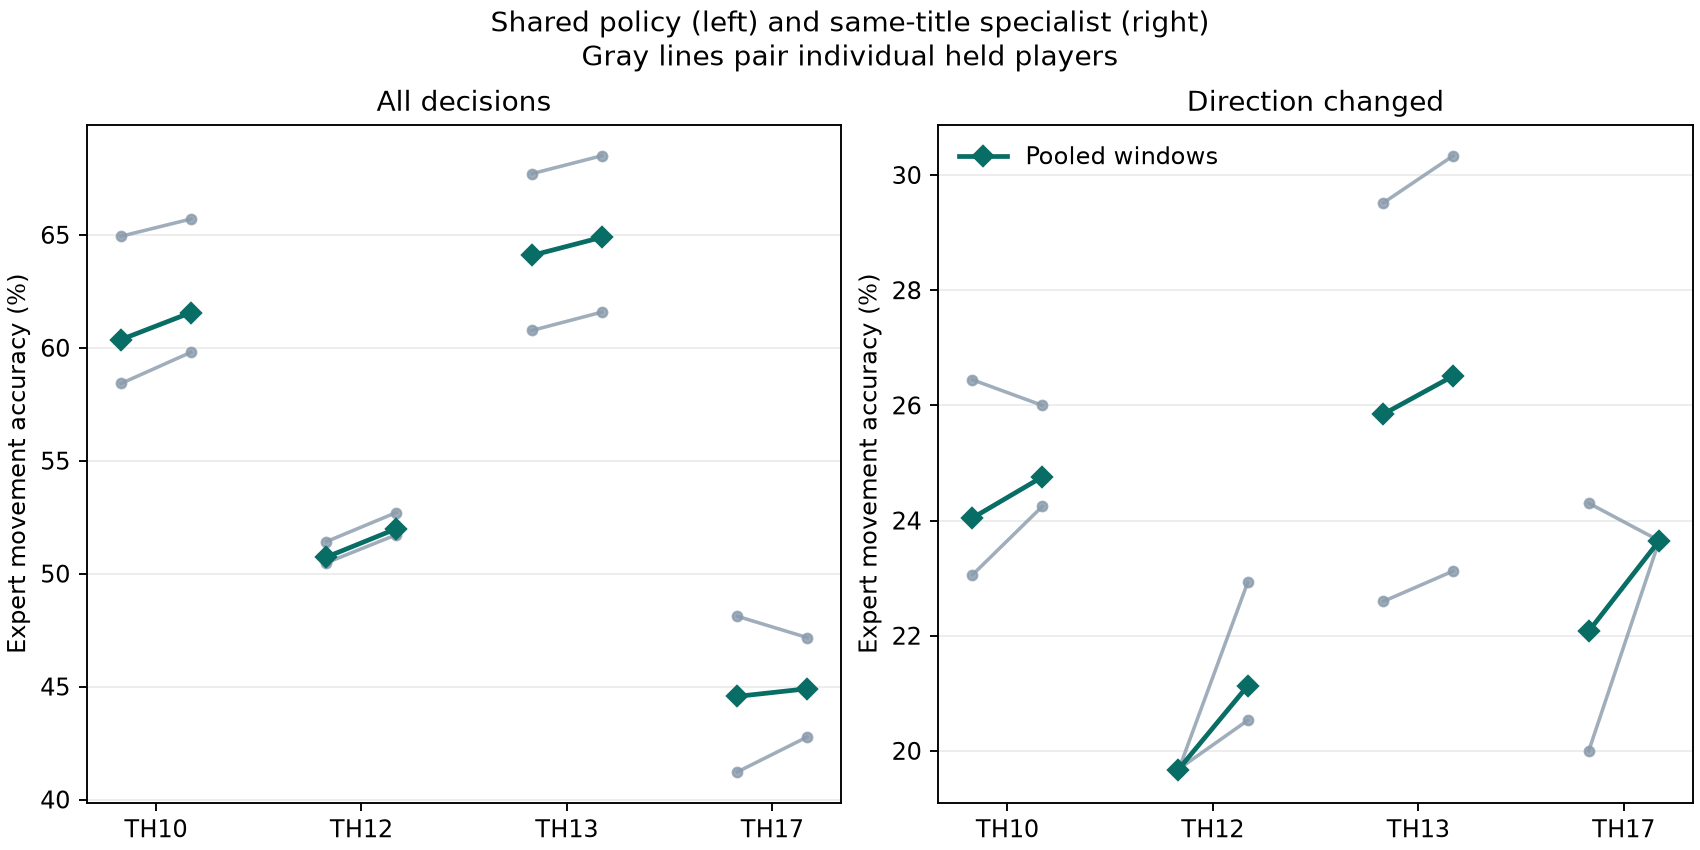 Shared policy (left) and same-title specialist (right)
Gray lines pair individual held players
All decisions
Expert movement accuracy (%)
65
60
55
50
45
40
TH10
TH12
TH13
TH17
Direction changed
Pooled windows
Expert movement accuracy (%)
30
28
26
24
22
20
TH10
TH12
TH13
TH17